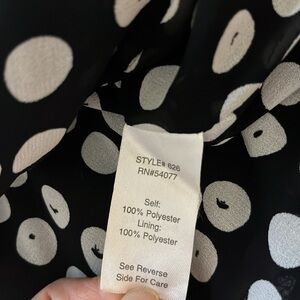 STYLE# 826
RN#54077
Self:
100% Polyester
Lining:
100% Polyester
See Reverse
Side For Care